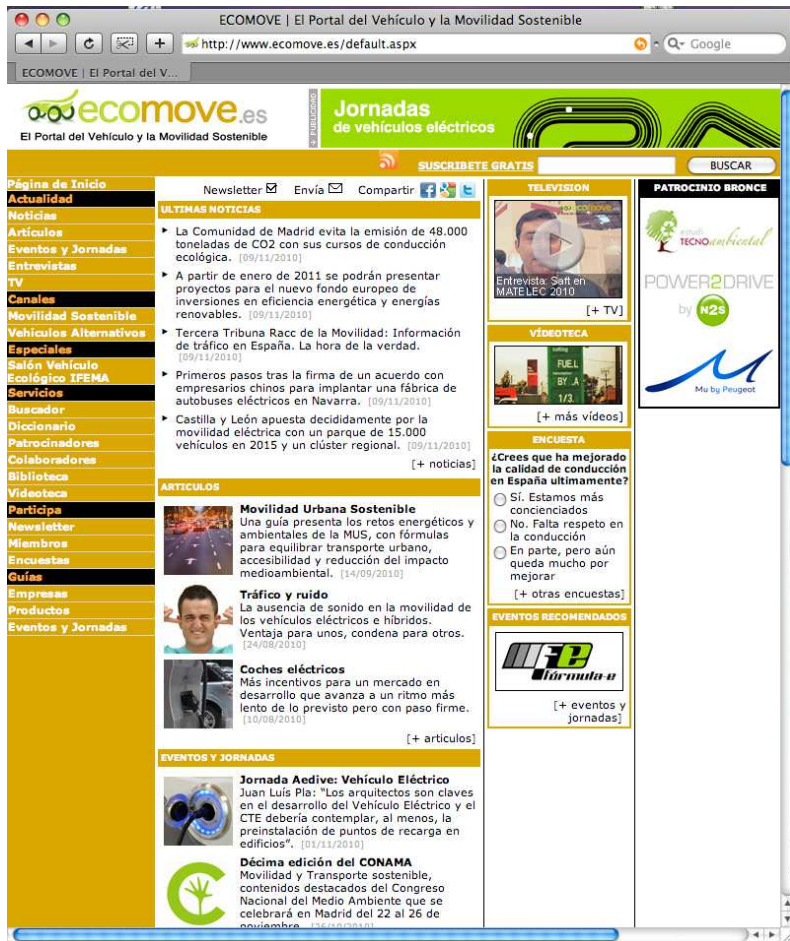 ECOMOVE | El Portal del Vehículo y la Movilidad Sostenible
http://www.ecomove.es/default.aspx
Google
ECOMOVE | El Portal del V...
ecomove.es
El Portal del Vehículo y la Movilidad Sostenible
+ PUBLICIDAD
Jornadas
de vehículos eléctricos
SUSCRIBETE GRATIS
BUSCAR
Página de Inicio
Actualidad
Noticias
Artículos
Eventos y Jornadas
Entrevistas
TV
Canales
Movilidad Sostenible
Vehiculos Alternativos
Especiales
Salón Vehículo
Ecológico IFEMA
Servicios
Buscador
Diccionario
Patrocinadores
Colaboradores
Biblioteca
Videoteca
Participa
Newsletter
Miembros
Encuestas
Guías
Empresas
Productos
Eventos y Jornadas
Newsletter Envía Compartir
ULTIMAS NOTICIAS
La Comunidad de Madrid evita la emisión de 48.000
toneladas de CO2 con sus cursos de conducción
ecológica. [09/11/2010]
A partir de enero de 2011 se podrán presentar
proyectos para el nuevo fondo europeo de
inversiones en eficiencia energética y energías
renovables. [09/11/2010]
Tercera Tribuna Racc de la Movilidad: Información
de tráfico en España. La hora de la verdad.
[09/11/2010]
Primeros pasos tras la firma de un acuerdo con
empresarios chinos para implantar una fábrica de
autobuses eléctricos en Navarra. [09/11/2010]
Castilla y León apuesta decididamente por la
movilidad eléctrica con un parque de 15.000
vehículos en 2015 y un clúster regional. [09/11/2010]
[+ noticias]
ARTICULOS
Movilidad Urbana Sostenible
Una guía presenta los retos energéticos y
ambientales de la MUS, con fórmulas
para equilibrar transporte urbano,
accesibilidad y reducción del impacto
medioambiental. [14/09/2010]
Tráfico y ruido
La ausencia de sonido en la movilidad de
los vehículos eléctricos e híbridos.
Ventaja para unos, condena para otros.
[24/08/2010]
Coches eléctricos
Más incentivos para un mercado en
desarrollo que avanza a un ritmo más
lento de lo previsto pero con paso firme.
[10/08/2010]
[+ articulos]
EVENTOS Y JORNADAS
Jornada Aedive: Vehículo Eléctrico
Juan Luís Pla: “Los arquitectos son claves
en el desarrollo del Vehículo Eléctrico y el
CTE debería contemplar, al menos, la
preinstalación de puntos de recarga en
edificios”. [01/11/2010]
Décima edición del CONAMA
Movilidad y Transporte sostenible,
contenidos destacados del Congreso
Nacional del Medio Ambiente que se
celebrará en Madrid del 22 al 26 de
noviembre. [26/10/2010]
TELEVISION
ecomove.es
Entrevista: Saft en
MATELEC 2010
[+ TV]
VÍDEOTECA
FUEL
BY .A
1/3.
[+ más vídeos]
ENCUESTA
¿Crees que ha mejorado
la calidad de conducción
en España ultimamente?
Sí. Estamos más
concienciados
No. Falta respeto en
la conducción
En parte, pero aún
queda mucho por
mejorar
[+ otras encuestas]
EVENTOS RECOMENDADOS
fórmula-e
[+ eventos y
jornadas]
PATROCINIO BRONCE
estudi
TECNOambiental
POWER2DRIVE
by N2S
Mu by Peugeot